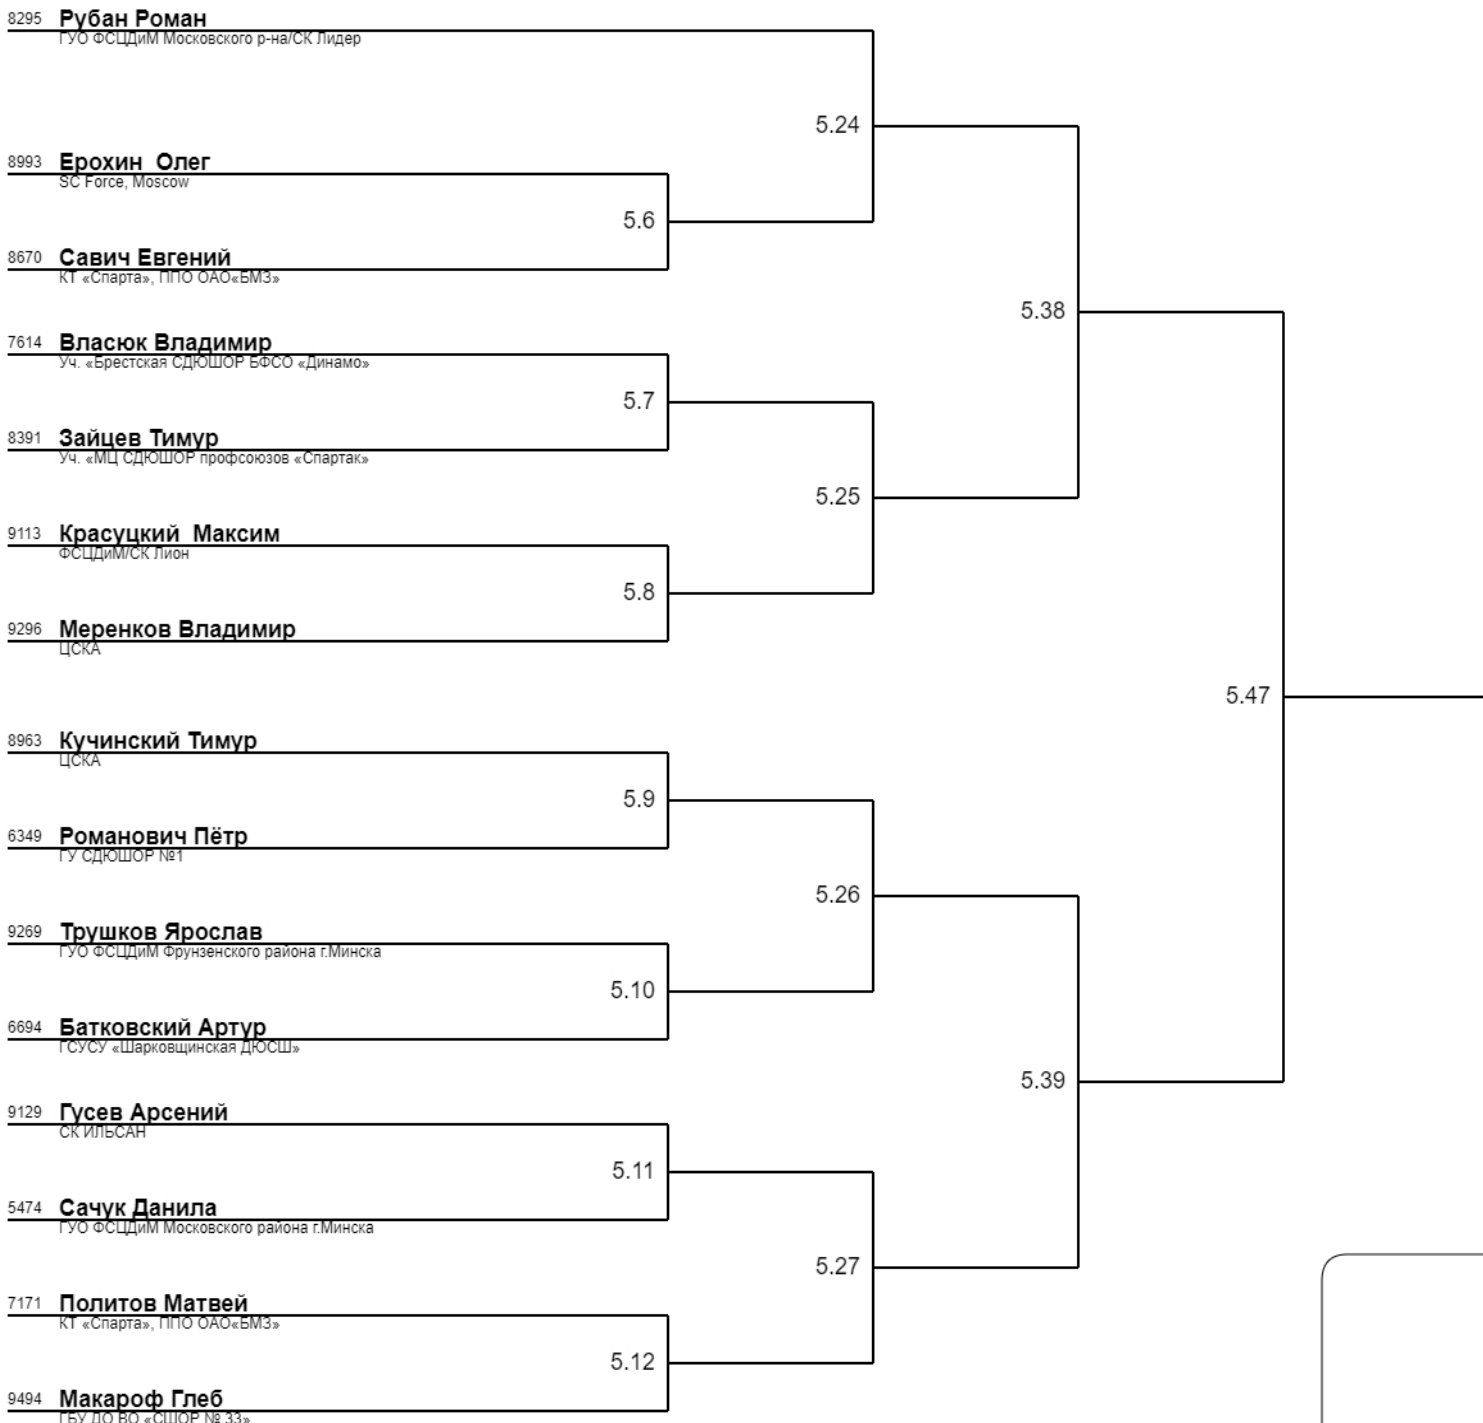 8295 Рубан Роман
ГУО ФСЦДиМ Московского р-на/СК Лидер
5.24
8993 Ерохин Олег
SC Force, Moscow
5.6
8670 Савич Евгений
КТ «Спарта», ППО ОАО«БМЗ»
5.38
7614 Власюк Владимир
Уч. «Брестская СДЮШОР БФСО «Динамо»
5.7
8391 Зайцев Тимур
Уч. «МЦ СДЮШОР профсоюзов «Спартак»
5.25
9113 Красуцкий Максим
ФСЦДиМ/СК Лион
5.8
9296 Меренков Владимир
ЦСКА
5.47
8963 Кучинский Тимур
ЦСКА
5.9
6349 Романович Пётр
ГУ СДЮШОР №1
5.26
9269 Трушков Ярослав
ГУО ФСЦДиМ Фрунзенского района г.Минска
5.10
6694 Батковский Артур
ГСУСУ «Шарковщинская ДЮСШ»
5.39
9129 Гусев Арсений
СК ИЛЬСАН
5.11
5474 Сачук Данила
ГУО ФСЦДиМ Московского района г.Минска
5.27
7171 Политов Матвей
КТ «Спарта», ППО ОАО«БМЗ»
5.12
9494 Макароф Глеб
ГБУ ДО ВО «СШОР № 33»